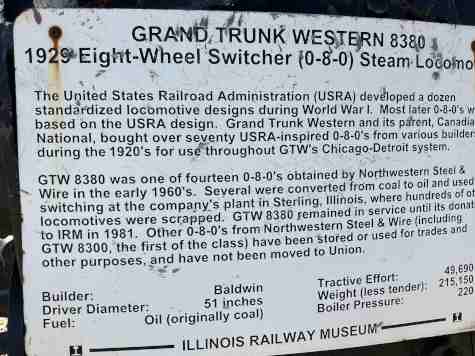 GRAND TRUNK WESTERN 8380
1929 Eight-Wheel Switcher (0-8-0) Steam Locomo
The United States Railroad Administration (USRA) developed a dozen
standardized locomotive designs during World War I. Most later 0-8-0's w
based on the USRA design. Grand Trunk Western and its parent, Canadia
National, bought over seventy USRA-inspired 0-8-0's from various builder
during the 1920's for use throughout GTW's Chicago-Detroit system.
GTW 8380 was one of fourteen 0-8-0's obtained by Northwestern Steel &
Wire in the early 1960's. Several were converted from coal to oil and used
switching at the company's plant in Sterling, Illinois, where hundreds of ot
locomotives were scrapped. GTW 8380 remained in service until its donat
to IRM in 1981. Other 0-8-0's from Northwestern Steel & Wire (including
GTW 8300, the first of the class) have been stored or used for trades and
other purposes, and have not been moved to Union.
Builder: Baldwin Tractive Effort: 49,690
Driver Diameter: 51 inches Weight (less tender): 215,150
Fuel: Oil (originally coal) Boiler Pressure: 220
ILLINOIS RAILWAY MUSEUM